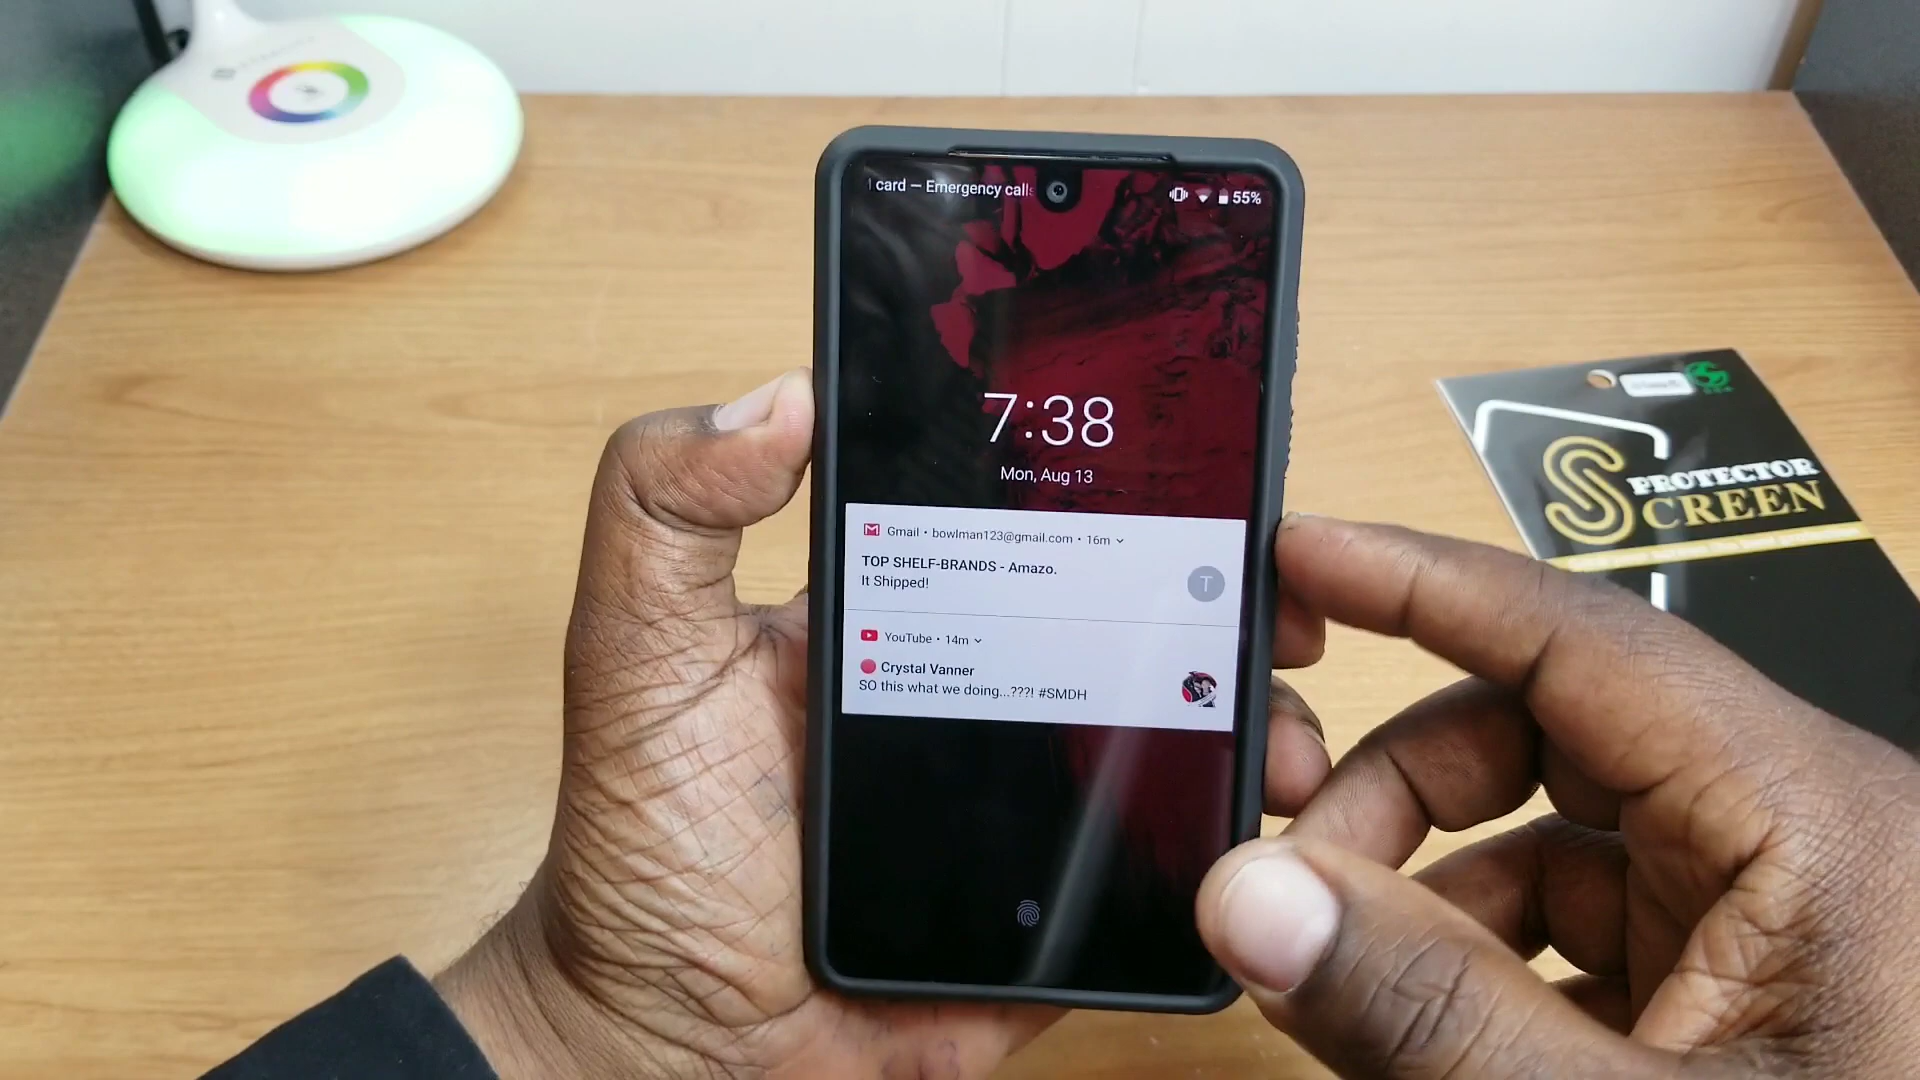 card – Emergency call
55%
7:38
Mon, Aug 13
Gmail • bowlman123@gmail.com • 16m
TOP SHELF-BRANDS - Amazo.
It Shipped!
T
YouTube • 14m
Crystal Vanner
SO this what we doing...???! #SMDH
SCREEN
PROTECTOR